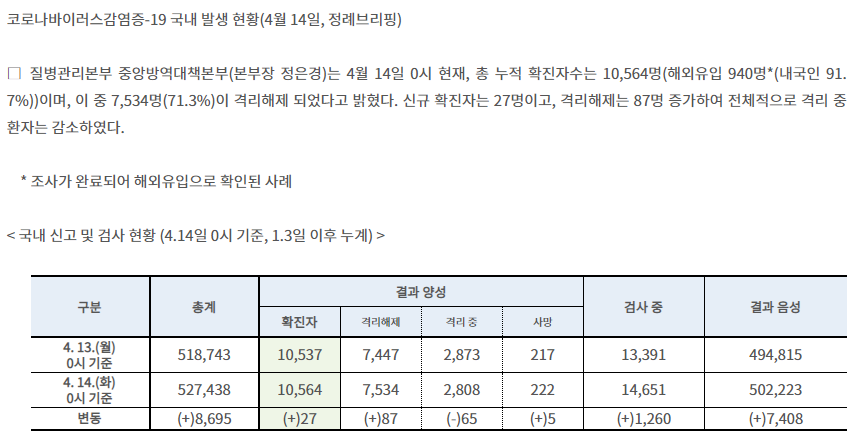 코로나바이러스감염증-19 국내 발생 현황(4월 14일, 정례브리핑)
□ 질병관리본부 중앙방역대책본부(본부장 정은경)는 4월 14일 0시 현재, 총 누적 확진자수는 10,564명(해외유입 940명*(내국인 91.
7%))이며, 이 중 7,534명(71.3%)이 격리해제 되었다고 밝혔다. 신규 확진자는 27명이고, 격리해제는 87명 증가하여 전체적으로 격리 중
환자는 감소하였다.
* 조사가 완료되어 해외유입으로 확인된 사례
< 국내 신고 및 검사 현황 (4.14일 0시 기준, 1.3일 이후 누계) >
구분 총계 결과 양성 검사 중 결과 음성
확진자 격리해제 격리 중 사망
4. 13.(월)
0시 기준 518,743 10,537 7,447 2,873 217 13,391 494,815
4. 14.(화)
0시 기준 527,438 10,564 7,534 2,808 222 14,651 502,223
변동 (+)8,695 (+)27 (+)87 (-)65 (+)5 (+)1,260 (+)7,408